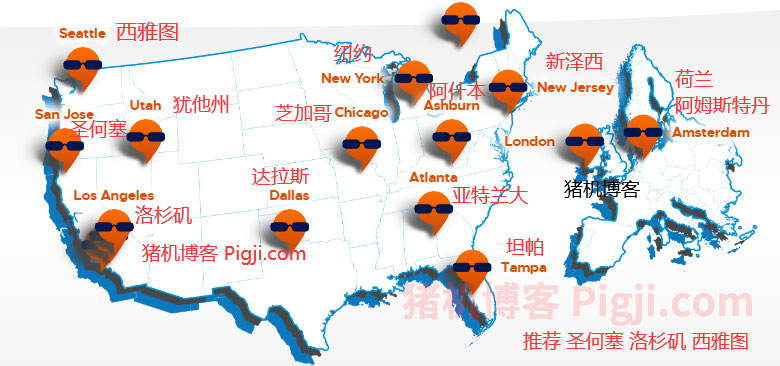 Seattle 西雅图
纽约
New York
新泽西
New Jersey
荷兰
阿姆斯特丹
Amsterdam
San Jose
圣何塞
Utah
犹他州
芝加哥 Chicago
阿什本
Ashburn
London
Los Angeles
洛杉矶
达拉斯
Dallas
Atlanta
亚特兰大
猪机博客
猪机博客 Pigji.com
坦帕
Tampa
猪机博客 Pigji.com
推荐 圣何塞 洛杉矶 西雅图